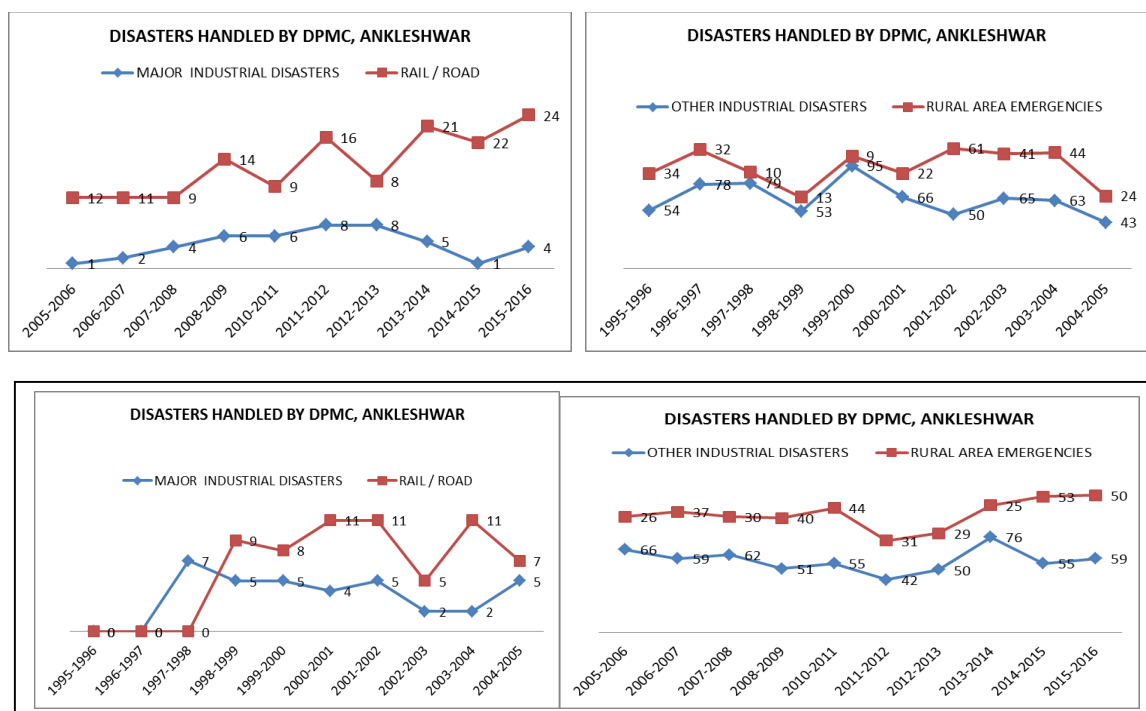 DISASTERS HANDLED BY DPMC, ANKLESHWAR
MAJOR INDUSTRIAL DISASTERS RAIL / ROAD
12 11 9 14 9 16 8 21 22 24
1 2 4 6 6 8 8 5 1 4
2005-2006 2006-2007 2007-2008 2008-2009 2010-2011 2011-2012 2012-2013 2013-2014 2014-2015 2015-2016
DISASTERS HANDLED BY DPMC, ANKLESHWAR
OTHER INDUSTRIAL DISASTERS RURAL AREA EMERGENCIES
34 32 10 13 9 22 61 41 44 24
54 78 79 53 95 66 50 65 63 43
1995-1996 1996-1997 1997-1998 1998-1999 1999-2000 2000-2001 2001-2002 2002-2003 2003-2004 2004-2005
DISASTERS HANDLED BY DPMC, ANKLESHWAR
MAJOR INDUSTRIAL DISASTERS RAIL / ROAD
0 0 0 9 8 11 11 5 11 7
0 0 7 5 5 4 5 2 2 5
1995-1996 1996-1997 1997-1998 1998-1999 1999-2000 2000-2001 2001-2002 2002-2003 2003-2004 2004-2005
DISASTERS HANDLED BY DPMC, ANKLESHWAR
OTHER INDUSTRIAL DISASTERS RURAL AREA EMERGENCIES
26 37 30 40 44 31 29 25 53 50
66 59 62 51 55 42 50 76 55 59
2005-2006 2006-2007 2007-2008 2008-2009 2010-2011 2011-2012 2012-2013 2013-2014 2014-2015 2015-2016